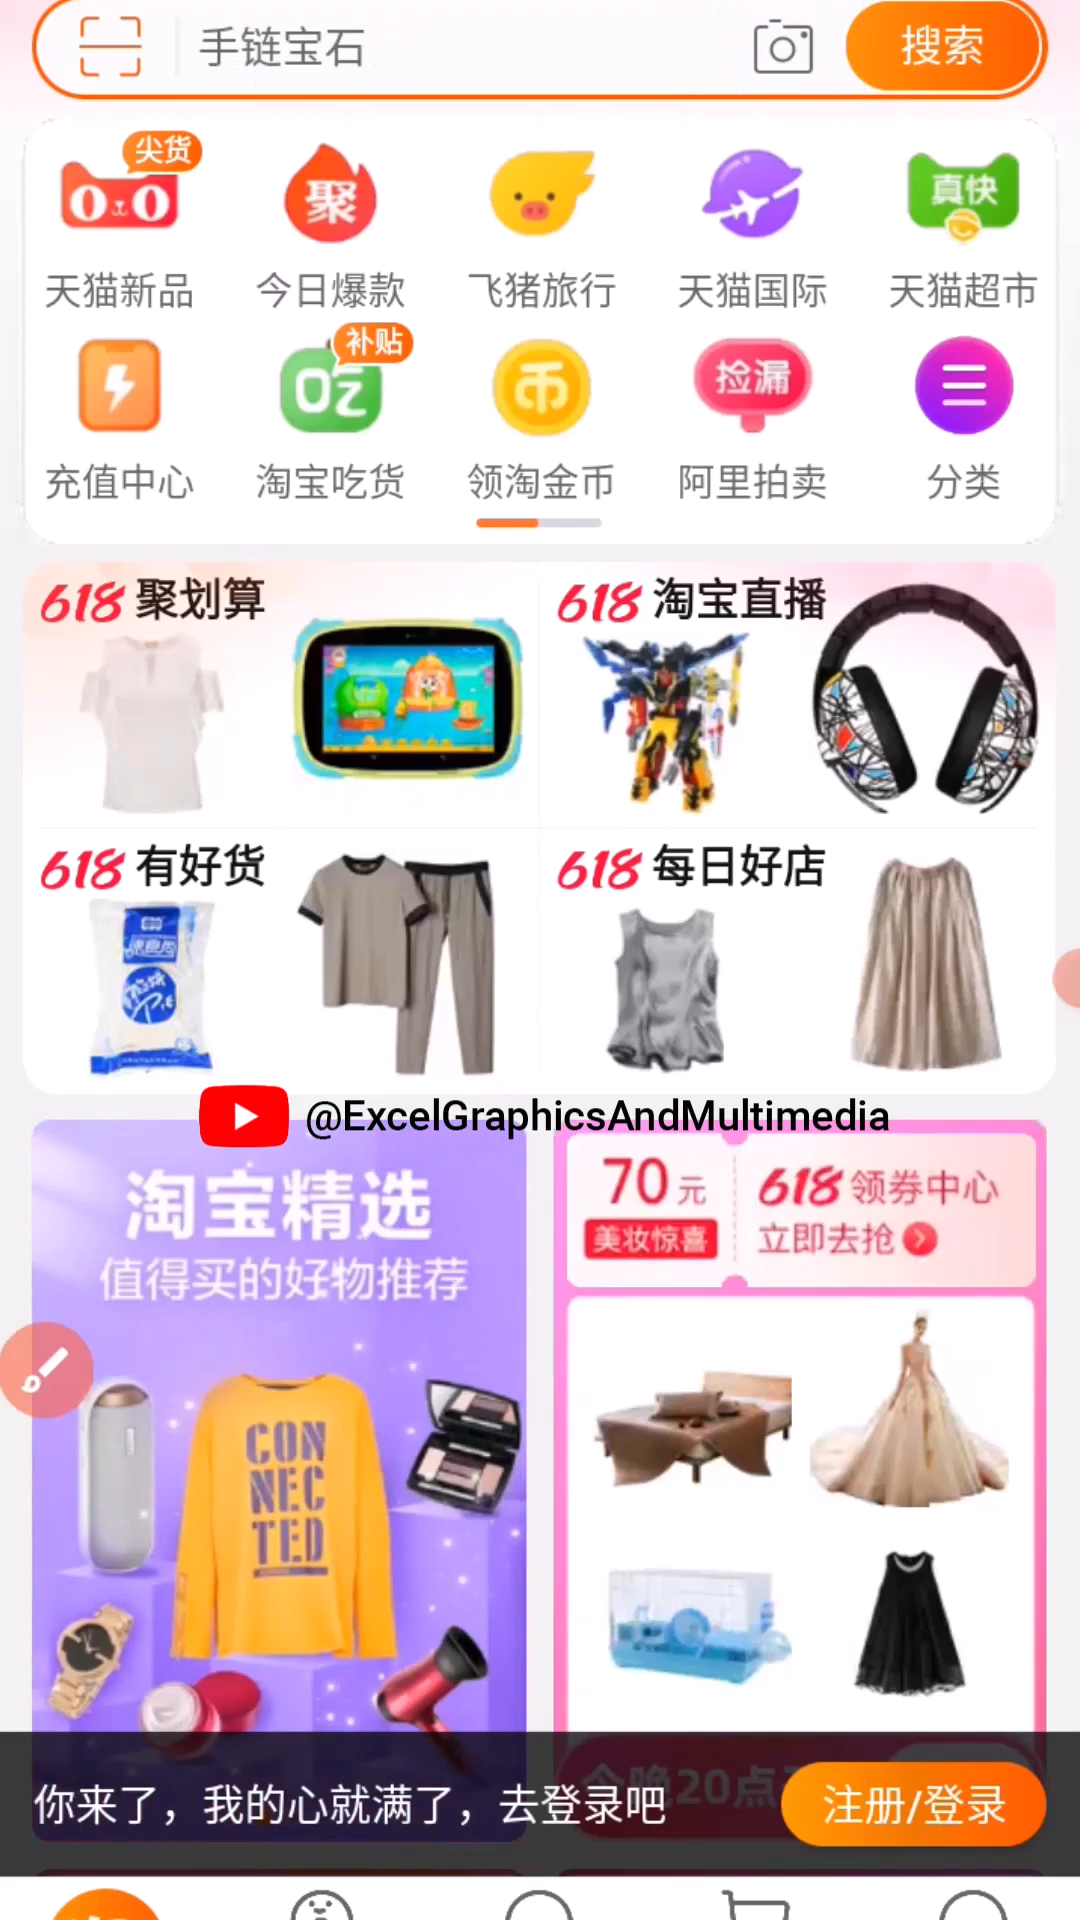 手链宝石
搜索
尖货
聚
真快
天猫新品
今日爆款
飞猪旅行
天猫国际
天猫超市
补贴
吃
币
捡漏
充值中心
淘宝吃货
领淘金币
阿里拍卖
分类
618 聚划算
618 淘宝直播
618 有好货
618 每日好店
@ExcelGraphicsAndMultimedia
淘宝精选
值得买的好物推荐
CON
NEC
TED
70元
美妆惊喜
618 领券中心
立即去抢
今晚20点
你来了，我的心就满了，去登录吧
注册/登录